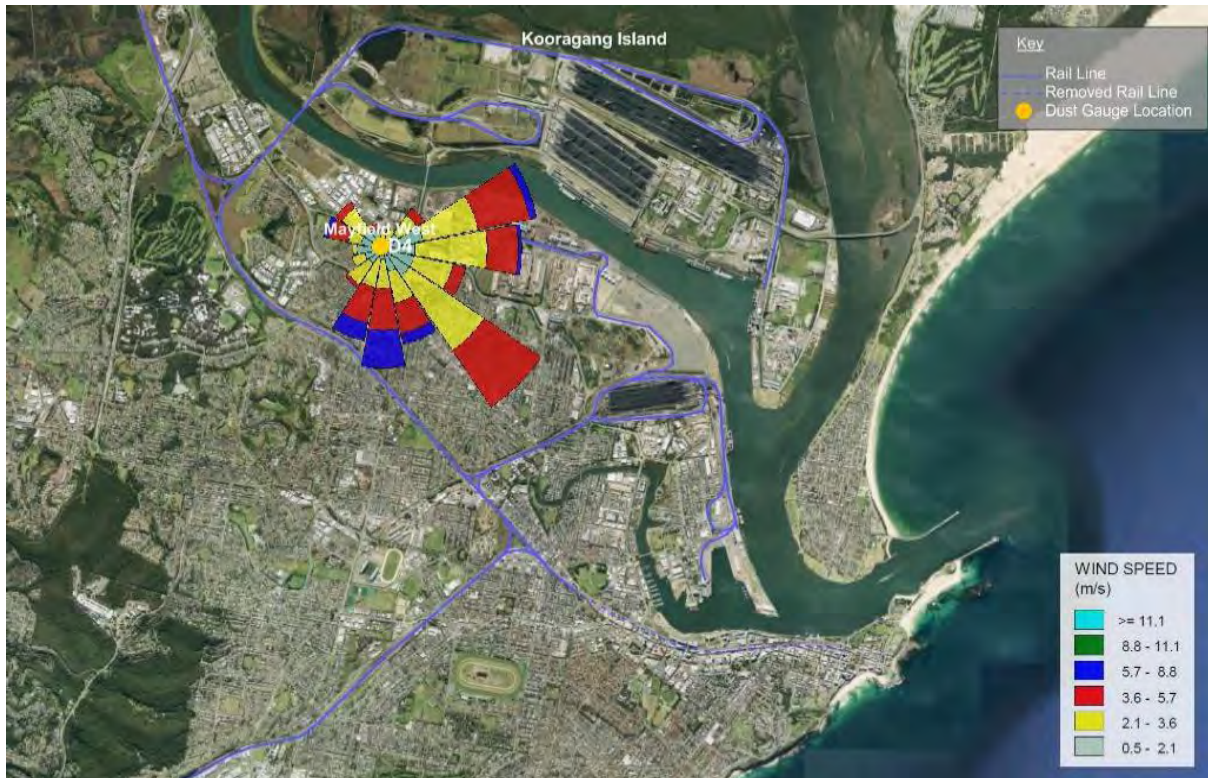 Kooragang Island
Key
Rail Line
Removed Rail Line
Dust Gauge Location
Mayfield West
D4
WIND SPEED
(m/s)
>= 11.1
8.8 - 11.1
5.7 - 8.8
3.6 - 5.7
2.1 - 3.6
0.5 - 2.1